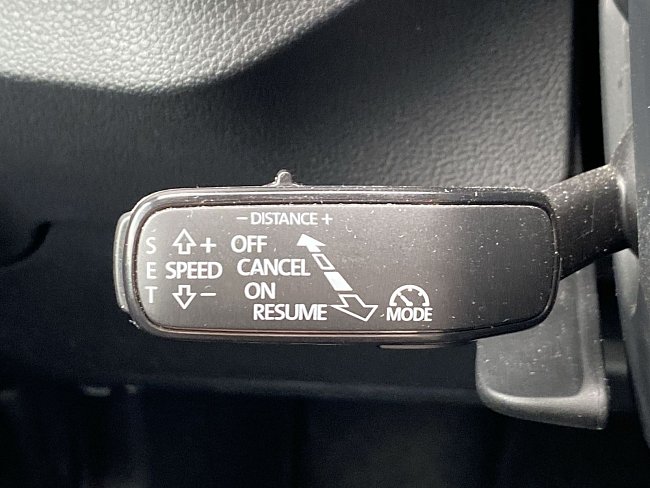 − DISTANCE +
S E T
+
SPEED
−
OFF
CANCEL
ON
RESUME
MODE